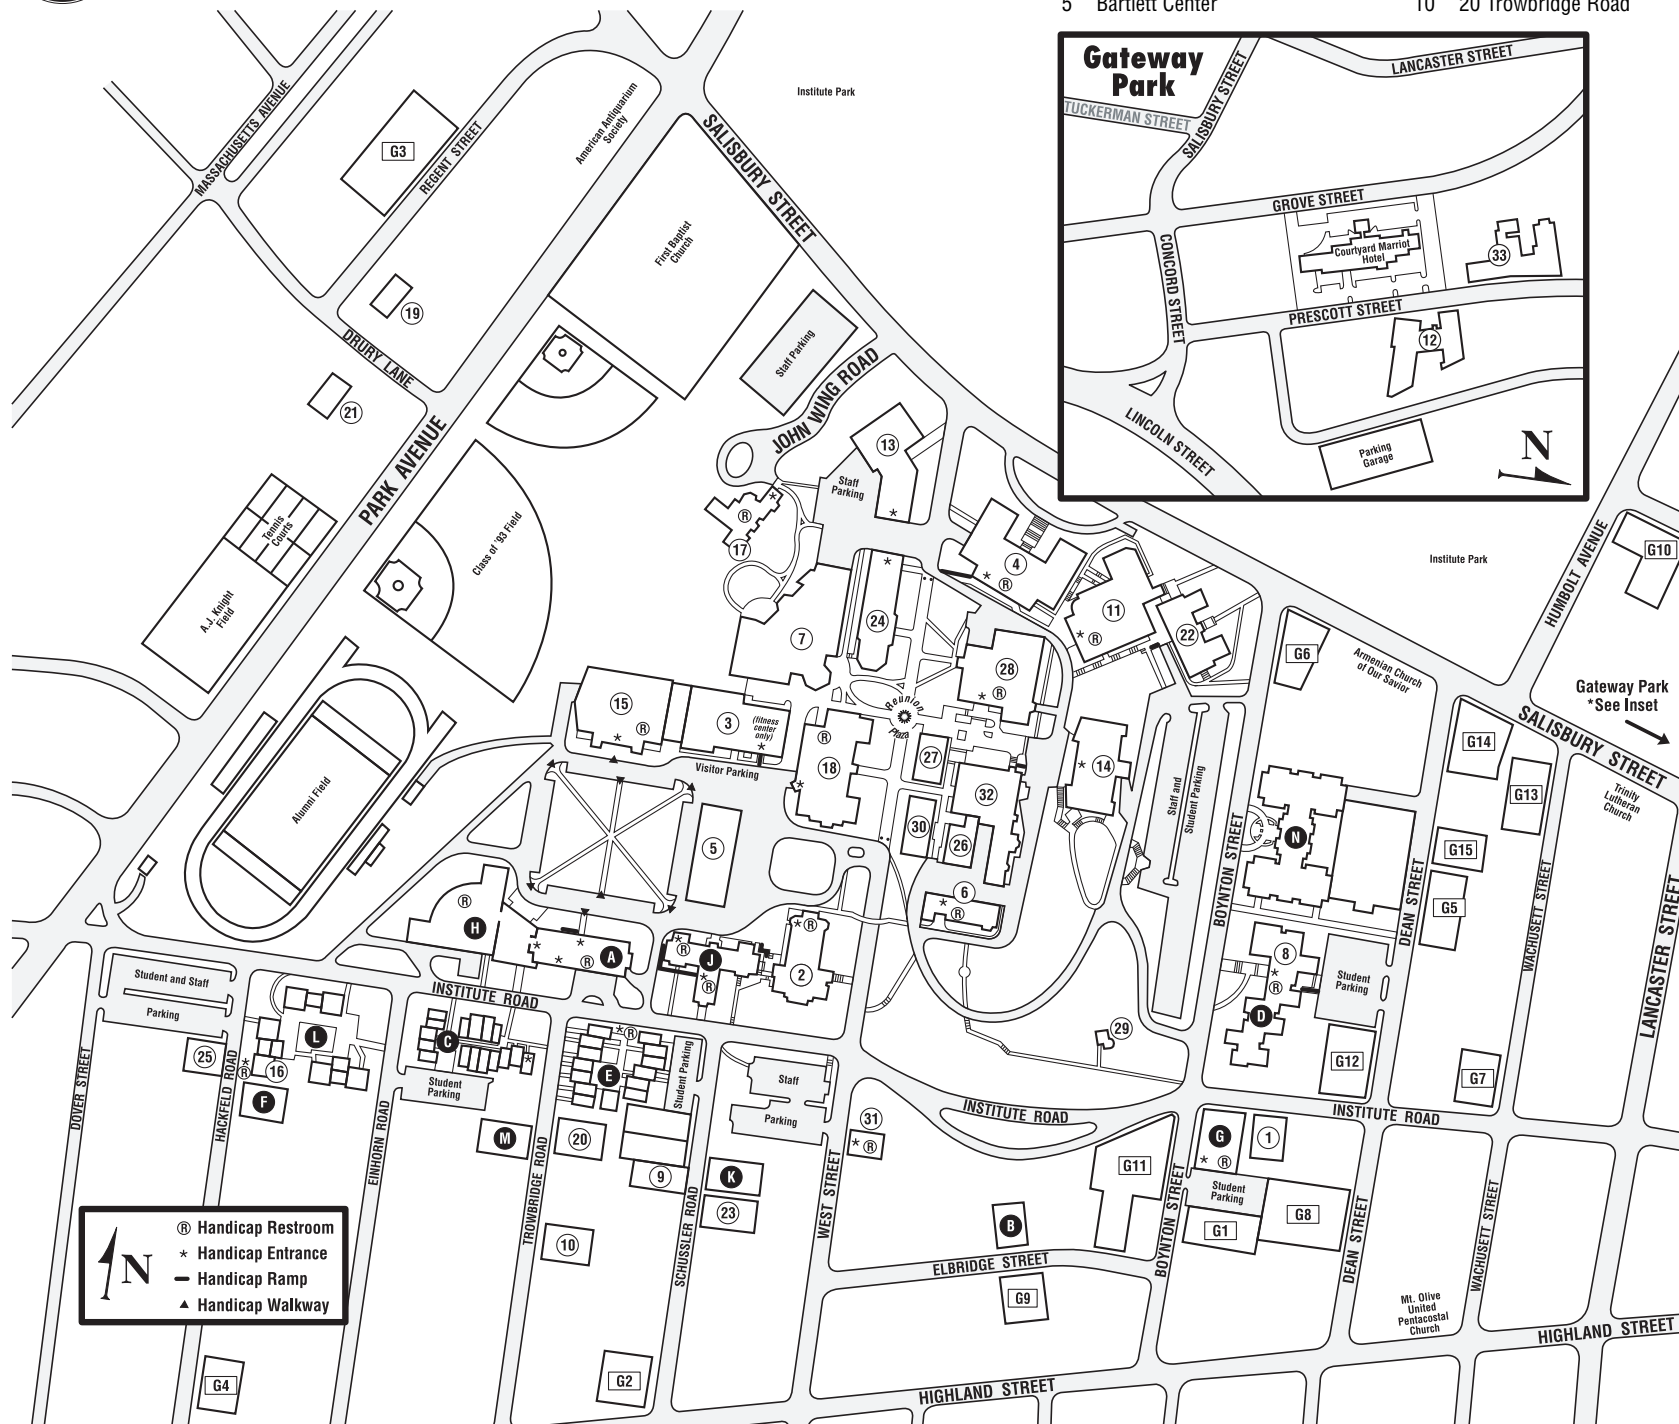 5 Bartlett Center
10 20 Trowbridge Road
Gateway
Park
LANCASTER STREET
TUCKERMAN STREET
SALISBURY STREET
GROVE STREET
Courtyard Marriot
Hotel
33
CONCORD STREET
PRESCOTT STREET
12
LINCOLN STREET
Parking
Garage
N
Institute Park
MASSACHUSETTS AVENUE
G3
REGENT STREET
American Antiquarian
Society
SALISBURY STREET
First Baptist
Church
19
DRURY LANE
21
Staff Parking
JOHN WING ROAD
PARK AVENUE
13
Staff
Parking
Tennis
Courts
Class of '93 Field
A.J. Knight
Field
* R
17
4
* R
11
* R
22
*
24
7
28
* R
Institute Park
HUMBOLT AVENUE
G10
G6
Armenian Church
of Our Savior
Gateway Park
*See Inset
SALISBURY STREET
15
R
*
3
(fitness
center
only)
*
Reunion
Plaza
R
18
*
27
14
*
32
Visitor Parking
Alumni Field
5
30
26
6
* R
Staff and
Student Parking
BOYNTON STREET
N
G14
G13
Trinity
Lutheran
Church
G15
G5
DEAN STREET
WACHUSETT STREET
LANCASTER STREET
R
H
A
* * R
*
* R
J
* R
* R
2
8
* R
D
Student
Parking
G12
G7
Student and Staff
Parking
INSTITUTE ROAD
25
L
16
* R
F
C
*
Student
Parking
* R
E
Student Parking
Staff
Parking
29
INSTITUTE ROAD
INSTITUTE ROAD
DOVER STREET
HACKFELD ROAD
EINHORN ROAD
M
20
TROWBRIDGE ROAD
9
K
23
SCHUSSLER ROAD
31
* R
WEST STREET
G11
G
* R
1
Student
Parking
G1
G8
BOYNTON STREET
DEAN STREET
WACHUSETT STREET
B
10
ELBRIDGE STREET
G9
Mt. Olive
United
Pentacostal
Church
HIGHLAND STREET
HIGHLAND STREET
G4
G2
N
R Handicap Restroom
* Handicap Entrance
Handicap Ramp
▲ Handicap Walkway